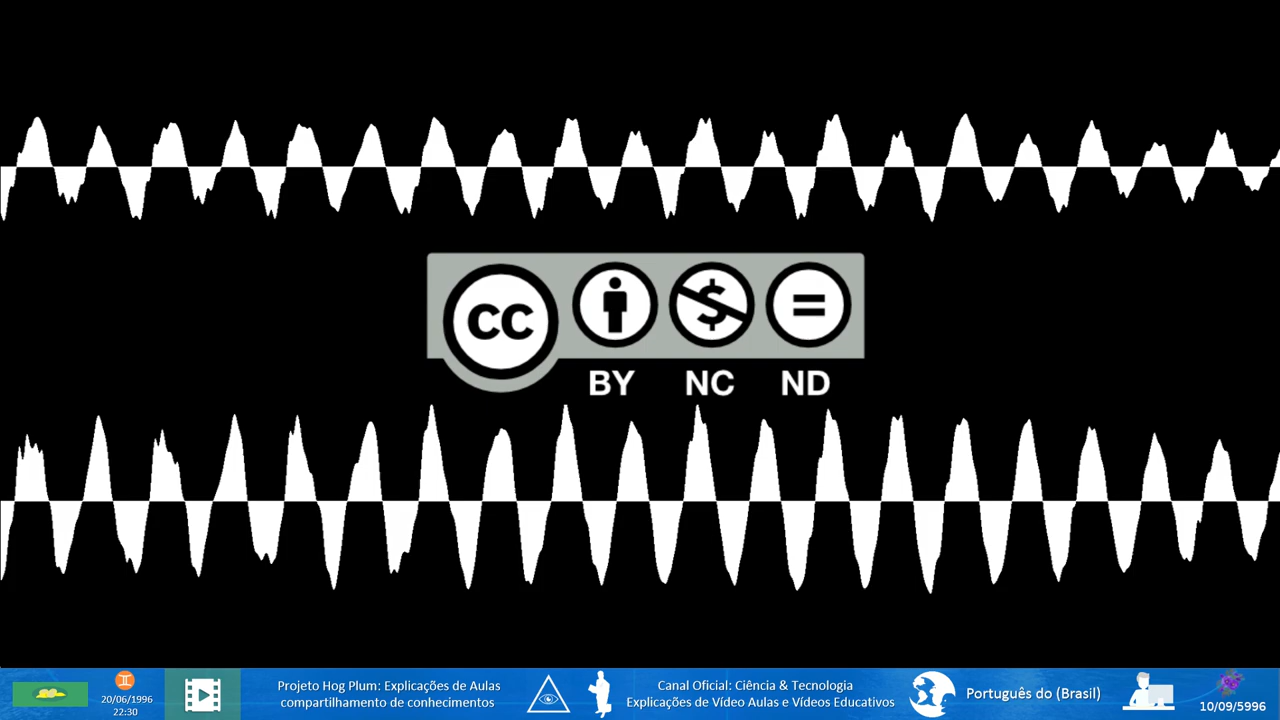 CC
BY NC ND
20/06/1996
22:30
Projeto Hog Plum: Explicações de Aulas
compartilhamento de conhecimentos
Canal Oficial: Ciência & Tecnologia
Explicações de Vídeo Aulas e Vídeos Educativos
Português do (Brasil)
10/09/5996